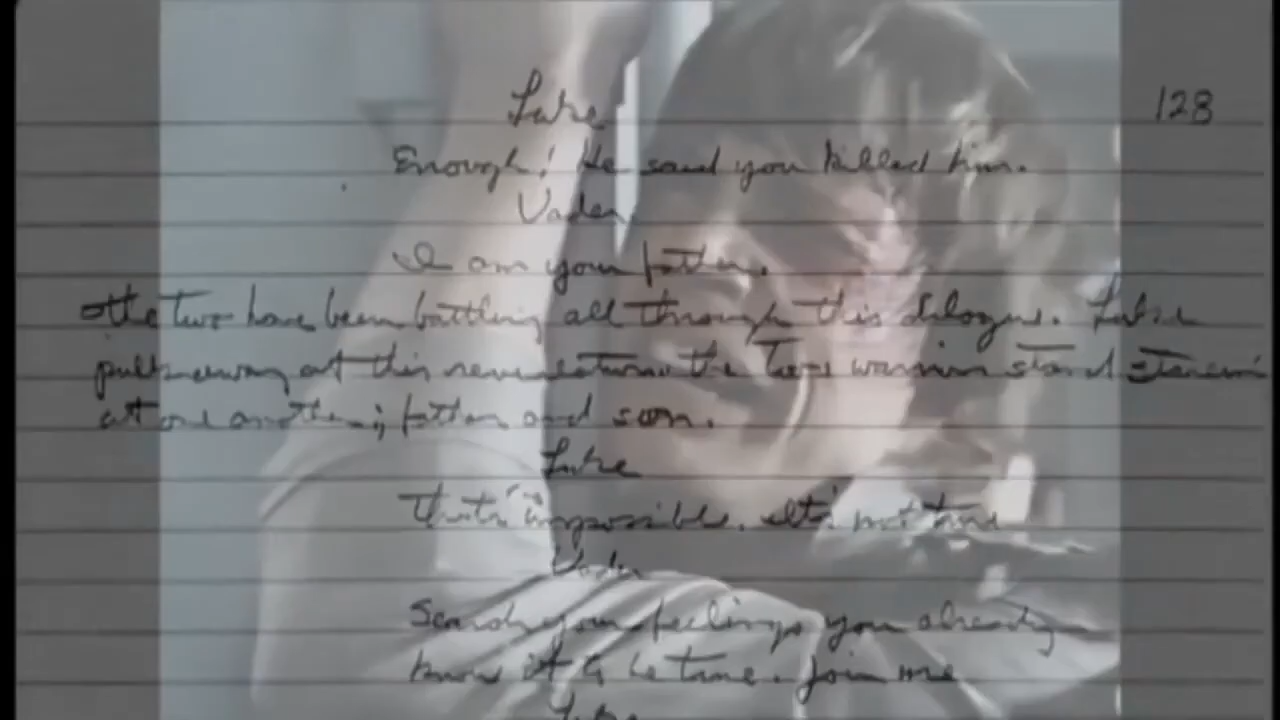 128
Luke
Enough! He said you killed him.
Vader
I am your father.
The two have been battling all through this dialogue. Luke
pulls away at this revelation the two warriors stand staring
at one another; father and son.
Luke
That's impossible. It's not true
Vader
Search your feelings you already
know it to be true. Join me
Luke